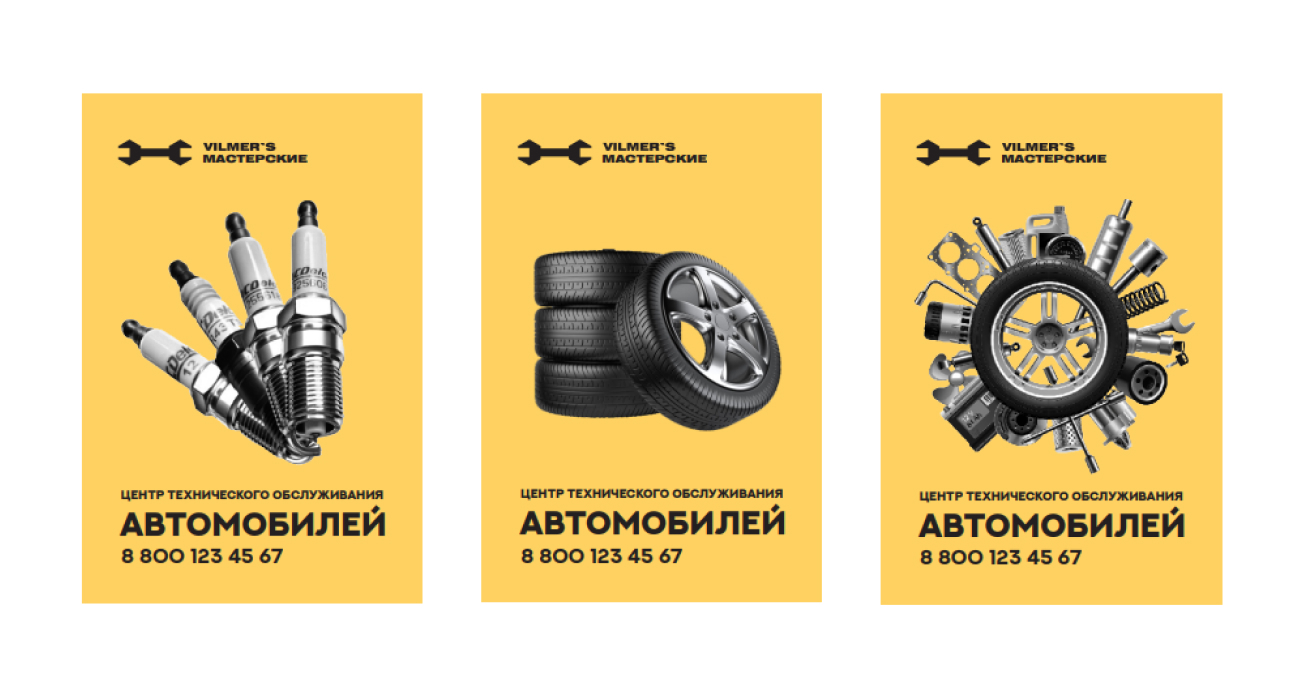 VILMER`S
МАСТЕРСКИЕ
ЦЕНТР ТЕХНИЧЕСКОГО ОБСЛУЖИВАНИЯ
АВТОМОБИЛЕЙ
8 800 123 45 67
VILMER`S
МАСТЕРСКИЕ
ЦЕНТР ТЕХНИЧЕСКОГО ОБСЛУЖИВАНИЯ
АВТОМОБИЛЕЙ
8 800 123 45 67
VILMER`S
МАСТЕРСКИЕ
ЦЕНТР ТЕХНИЧЕСКОГО ОБСЛУЖИВАНИЯ
АВТОМОБИЛЕЙ
8 800 123 45 67